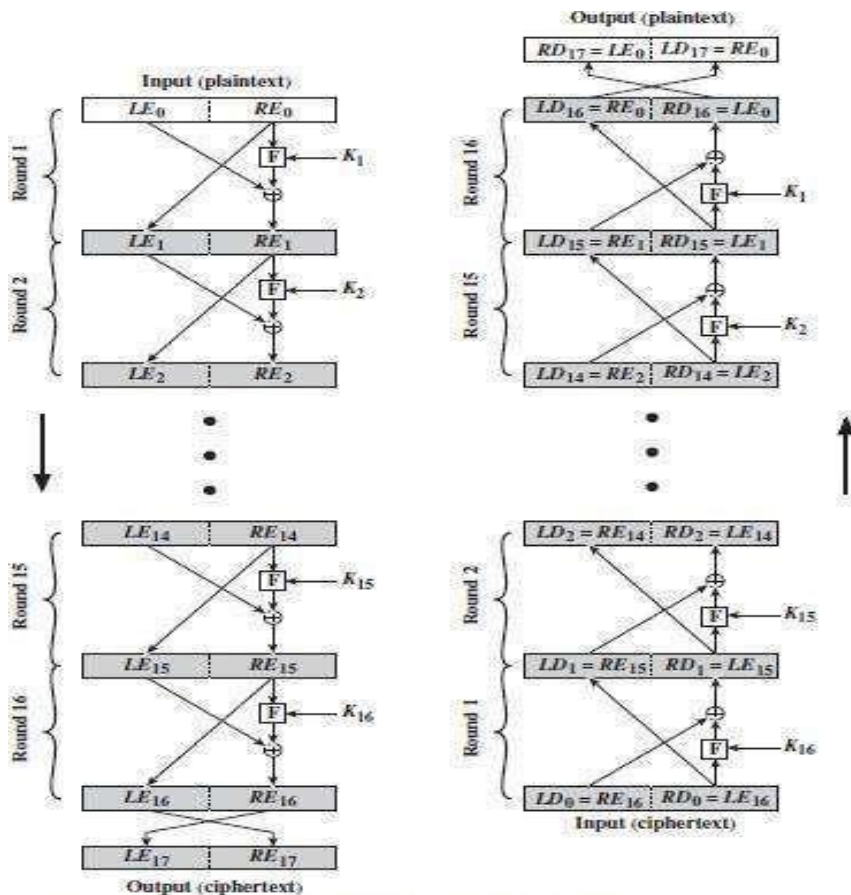 Input (plaintext)
LE₀ RE₀
Round 1
F
K₁
LE₁ RE₁
Round 2
F
K₂
LE₂ RE₂
LE₁₄ RE₁₄
Round 15
F
K₁₅
LE₁₅ RE₁₅
Round 16
F
K₁₆
LE₁₆ RE₁₆
LE₁₇ RE₁₇
Output (ciphertext)
Output (plaintext)
RD₁₇ = LE₀ LD₁₇ = RE₀
LD₁₆ = RE₀ RD₁₆ = LE₀
Round 16
F
K₁
LD₁₅ = RE₁ RD₁₅ = LE₁
Round 15
F
K₂
LD₁₄ = RE₂ RD₁₄ = LE₂
LD₂ = RE₁₄ RD₂ = LE₁₄
Round 2
F
K₁₅
LD₁ = RE₁₅ RD₁ = LE₁₅
Round 1
F
K₁₆
LD₀ = RE₁₆ RD₀ = LE₁₆
Input (ciphertext)